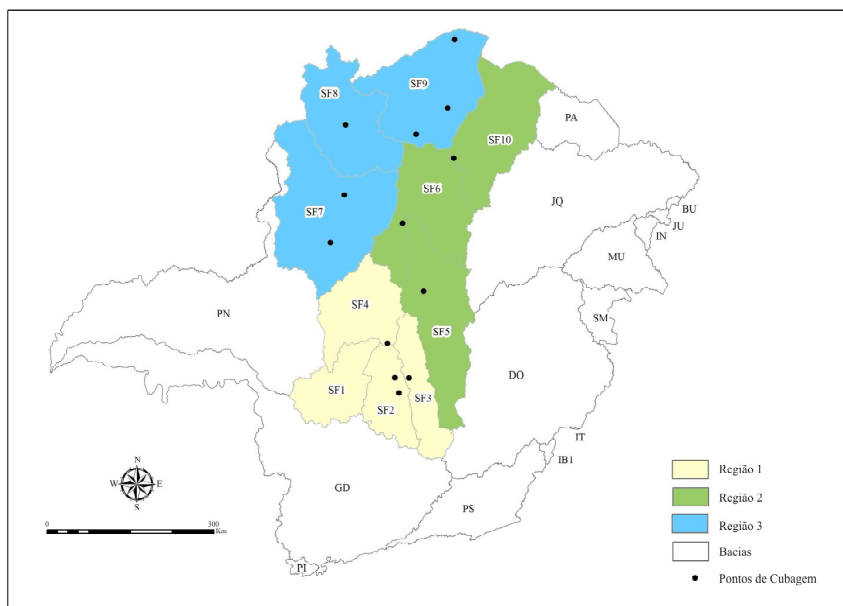 SF9
SF8
PA
SF10
SF6
JQ
BU
SF7
JU
IN
MU
SF4
PN
SM
SF5
DO
SF1
SF3
SF2
IT
IB1
N
W E
S
GD
PS
0 300
Km
PI
Região 1
Região 2
Região 3
Bacias
Pontos de Cubagem